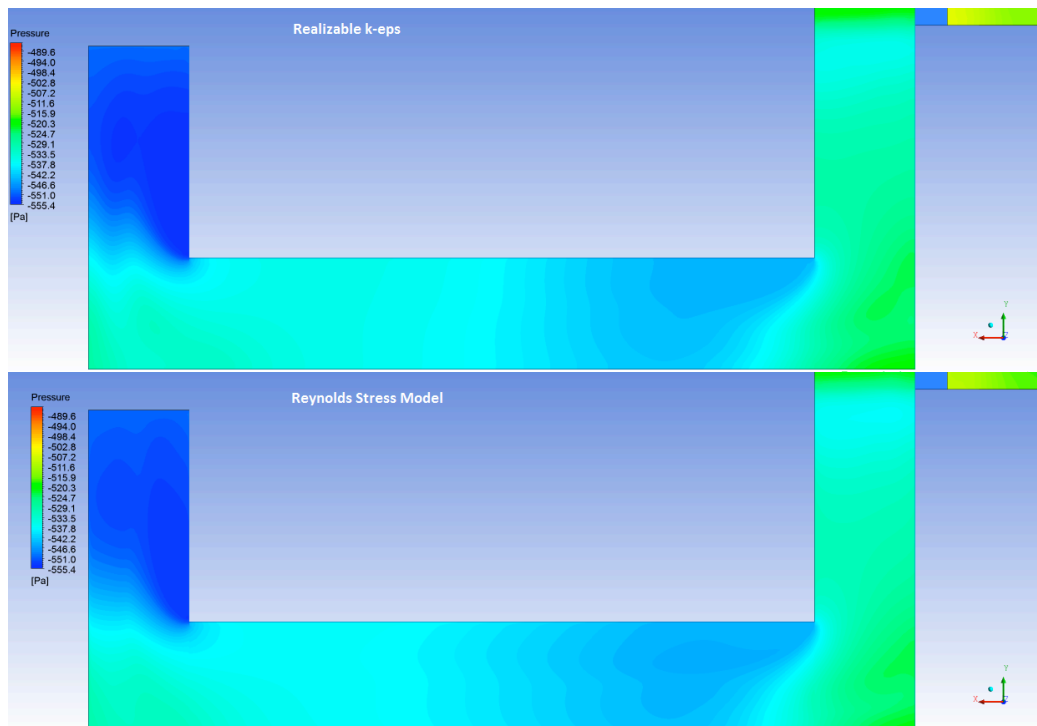 Realizable k-eps
Pressure
-489.6
-494.0
-498.4
-502.8
-507.2
-511.6
-515.9
-520.3
-524.7
-529.1
-533.5
-537.8
-542.2
-546.6
-551.0
-555.4
[Pa]
Y
X
Z
Reynolds Stress Model
Pressure
-489.6
-494.0
-498.4
-502.8
-507.2
-511.6
-515.9
-520.3
-524.7
-529.1
-533.5
-537.8
-542.2
-546.6
-551.0
-555.4
[Pa]
Y
X
Z